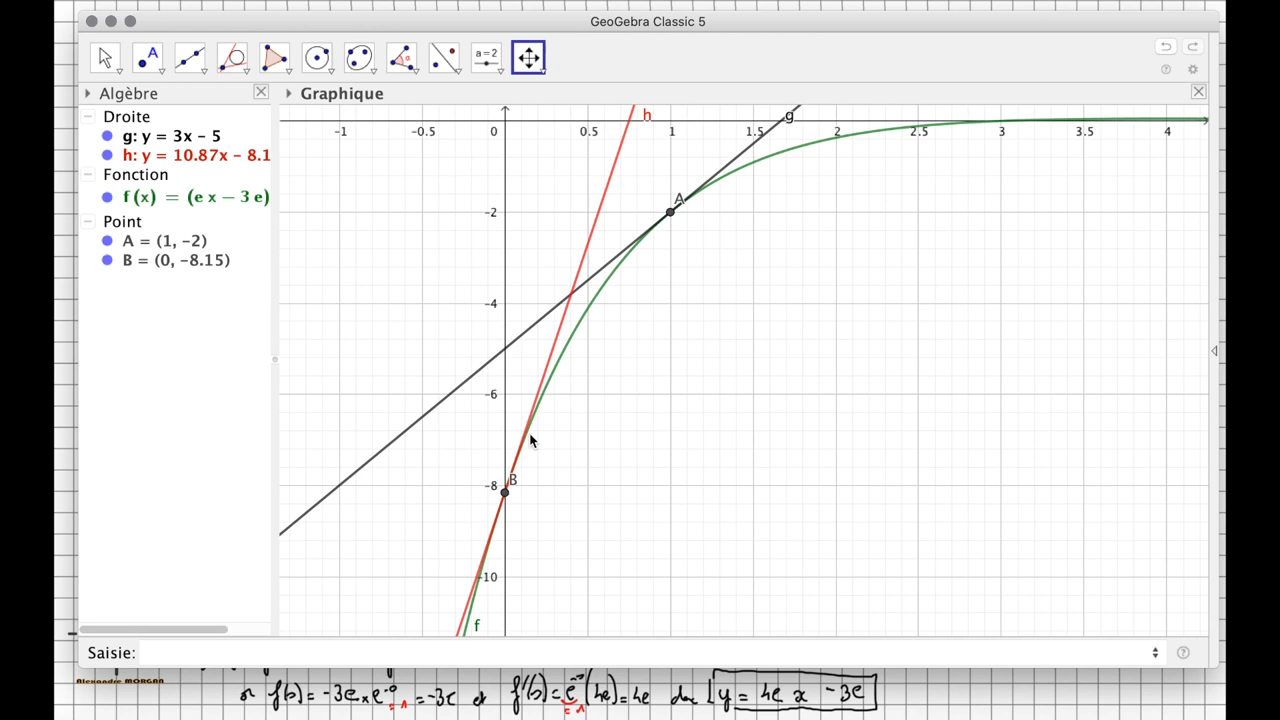 GeoGebra Classic 5
A
α
a=2
Algèbre
Graphique
Droite
g: y = 3x – 5
h: y = 10.87x – 8.1
Fonction
f(x) = (e x – 3 e)
Point
A = (1, –2)
B = (0, –8.15)
h
g
–1
–0.5
0
0.5
1
1.5
2
2.5
3
3.5
4
A
–2
–4
–6
B
–8
–10
f
Saisie:
Alexandre MORGAN
or f(0) = -3e×e⁻⁰ = -3e et f'(0) = e⁻⁰(4e) = 4e donc y = 4e x - 3e
=1 =1